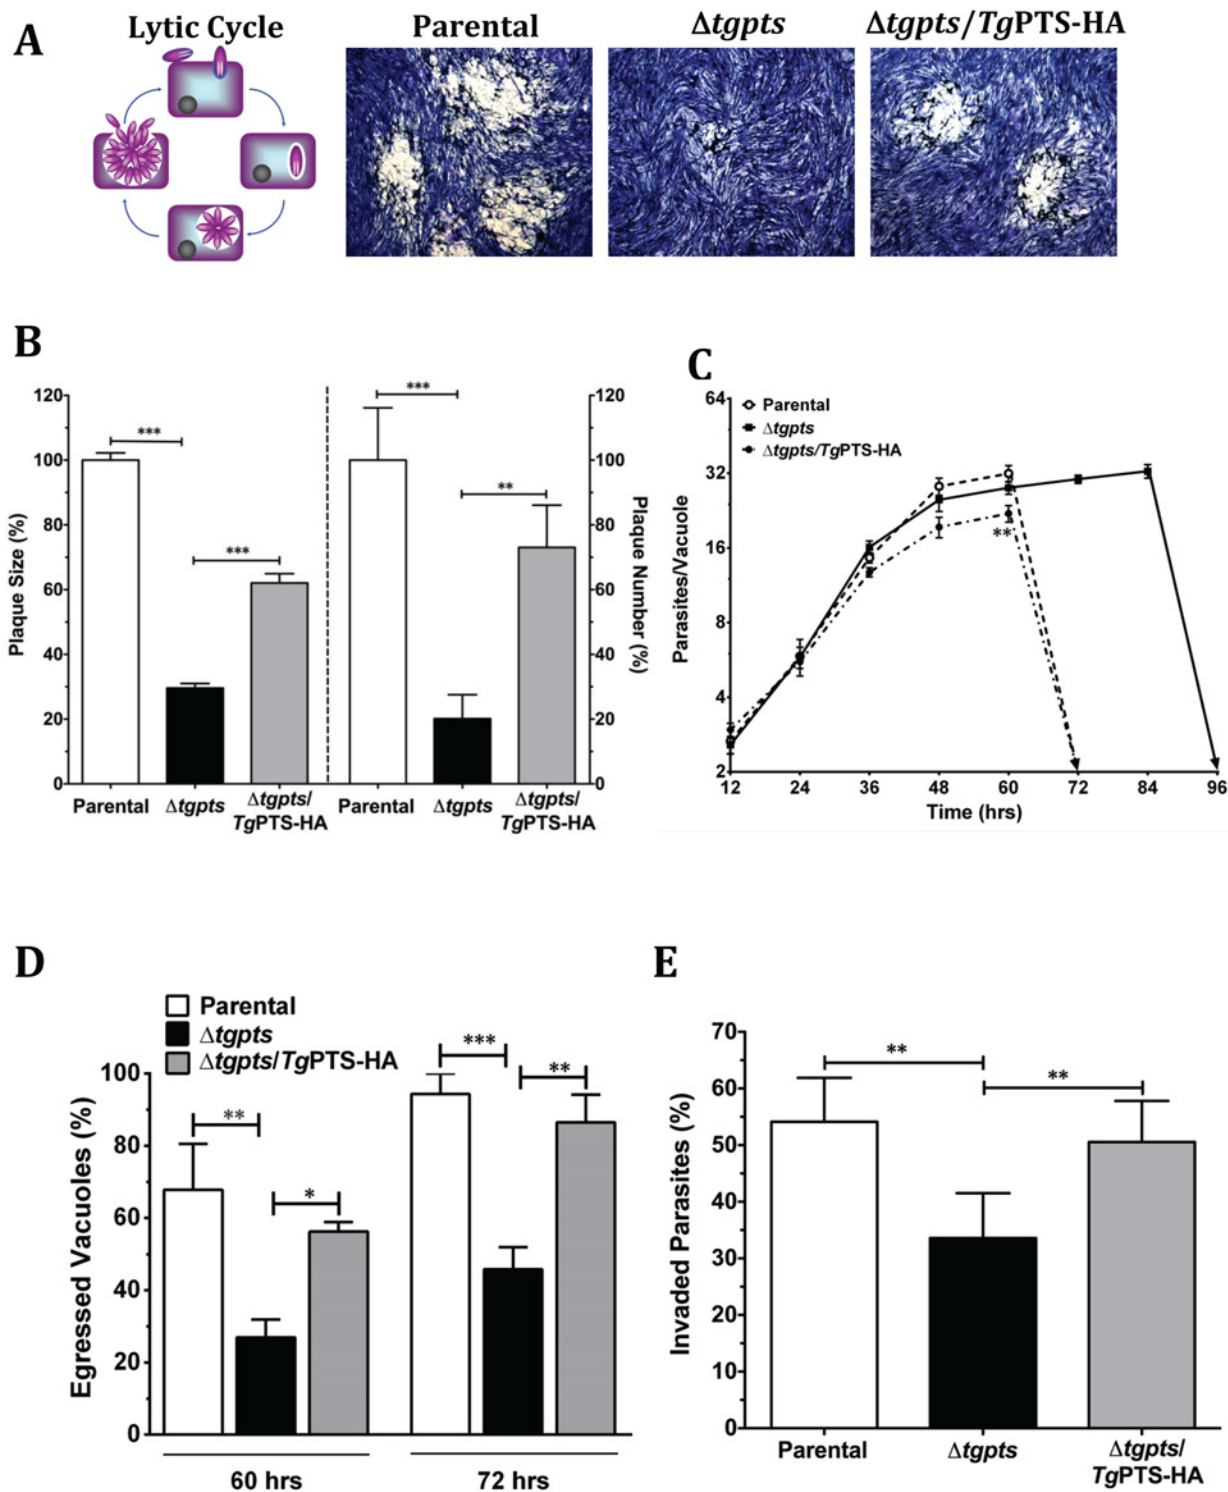 A
Lytic Cycle
Parental
Δtgpts
Δtgpts/TgPTS-HA
B
Plaque Size (%)
120
100
80
60
40
20
0
***
***
***
**
120
100
80
60
40
20
0
Plaque Number (%)
Parental
Δtgpts
Δtgpts/
TgPTS-HA
Parental
Δtgpts
Δtgpts/
TgPTS-HA
C
Parasites/Vacuole
64
32
16
8
4
2
Parental
Δtgpts
Δtgpts/TgPTS-HA
**
12 24 36 48 60 72 84 96
Time (hrs)
D
Parental
Δtgpts
Δtgpts/TgPTS-HA
Egressed Vacuoles (%)
100
80
60
40
20
0
**
*
***
**
60 hrs
72 hrs
E
Invaded Parasites (%)
70
60
50
40
30
20
10
0
**
**
Parental
Δtgpts
Δtgpts/
TgPTS-HA